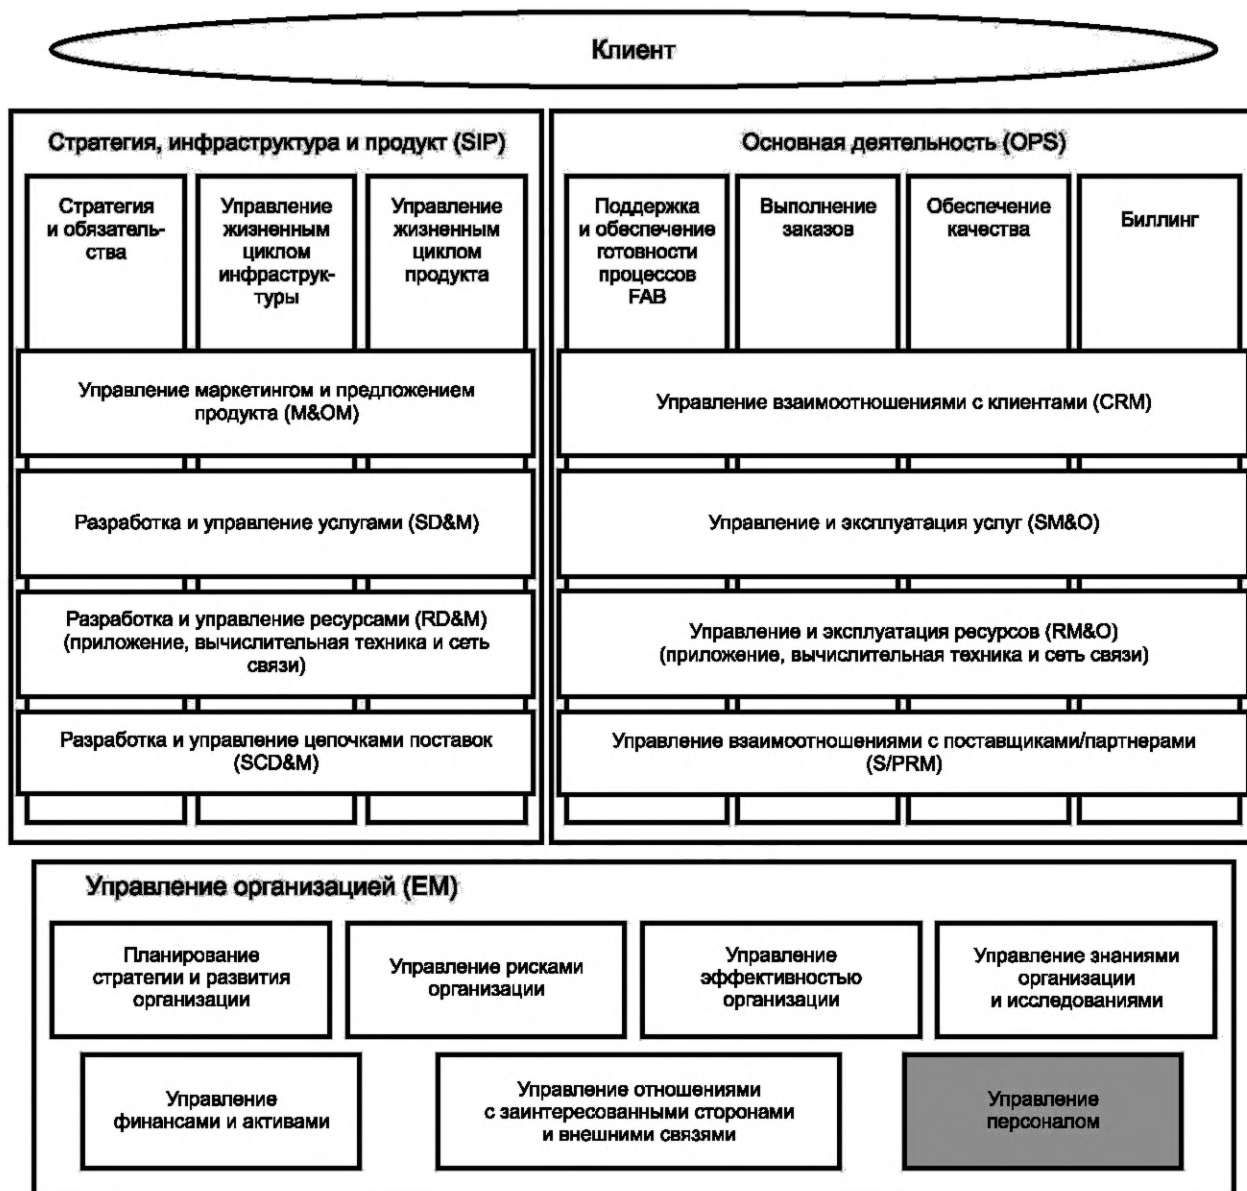 Клиент
Стратегия, инфраструктура и продукт (SIP)
Стратегия
и обязатель-
ства
Управление
жизненным
циклом
инфраструк-
туры
Управление
жизненным
циклом
продукта
Управление маркетингом и предложением
продукта (M&OM)
Разработка и управление услугами (SD&M)
Разработка и управление ресурсами (RD&M)
(приложение, вычислительная техника и сеть
связи)
Разработка и управление цепочками поставок
(SCD&M)
Основная деятельность (OPS)
Поддержка
и обеспечение
готовности
процессов
FAB
Выполнение
заказов
Обеспечение
качества
Биллинг
Управление взаимоотношениями с клиентами (CRM)
Управление и эксплуатация услуг (SM&O)
Управление и эксплуатация ресурсов (RM&O)
(приложение, вычислительная техника и сеть связи)
Управление взаимоотношениями с поставщиками/партнерами
(S/PRM)
Управление организацией (EM)
Планирование
стратегии и развития
организации
Управление рисками
организации
Управление
эффективностью
организации
Управление знаниями
организации
и исследованиями
Управление
финансами и активами
Управление отношениями
с заинтересованными сторонами
и внешними связями
Управление
персоналом